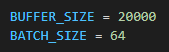 BUFFER_SIZE = 20000
BATCH_SIZE = 64